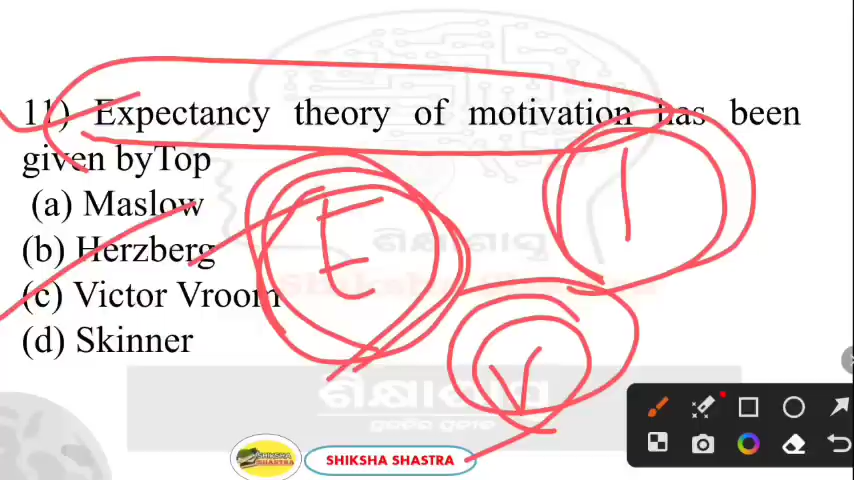 11) Expectancy theory of motivation has been
given byTop
(a) Maslow
(b) Herzberg
(c) Victor Vroom
(d) Skinner
E
I
V
ଶିକ୍ଷାଶାସ୍ତ୍ର
SHIKSHA SHASTRA